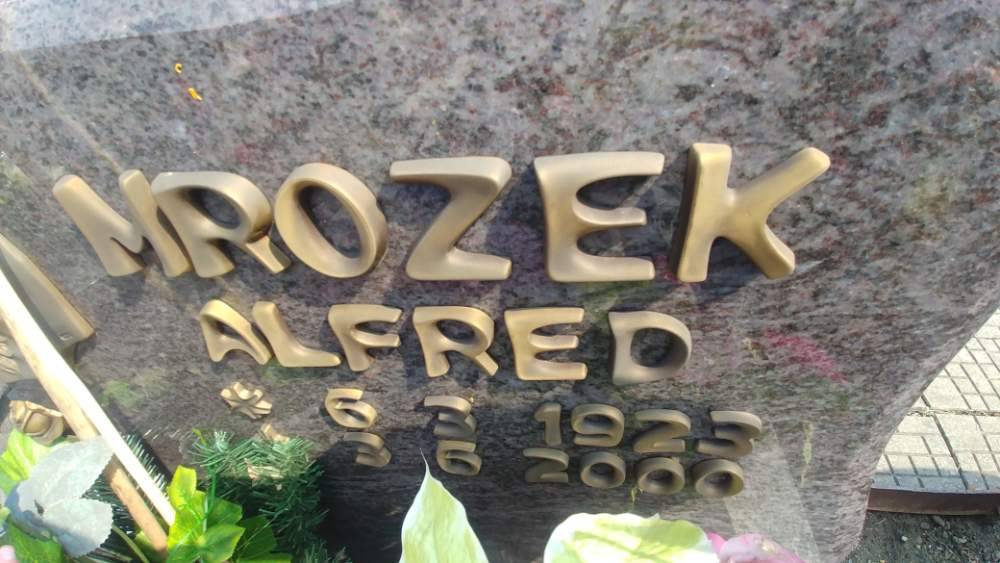 MROZEK
ALFRED
6 3 1923
3 6 2000